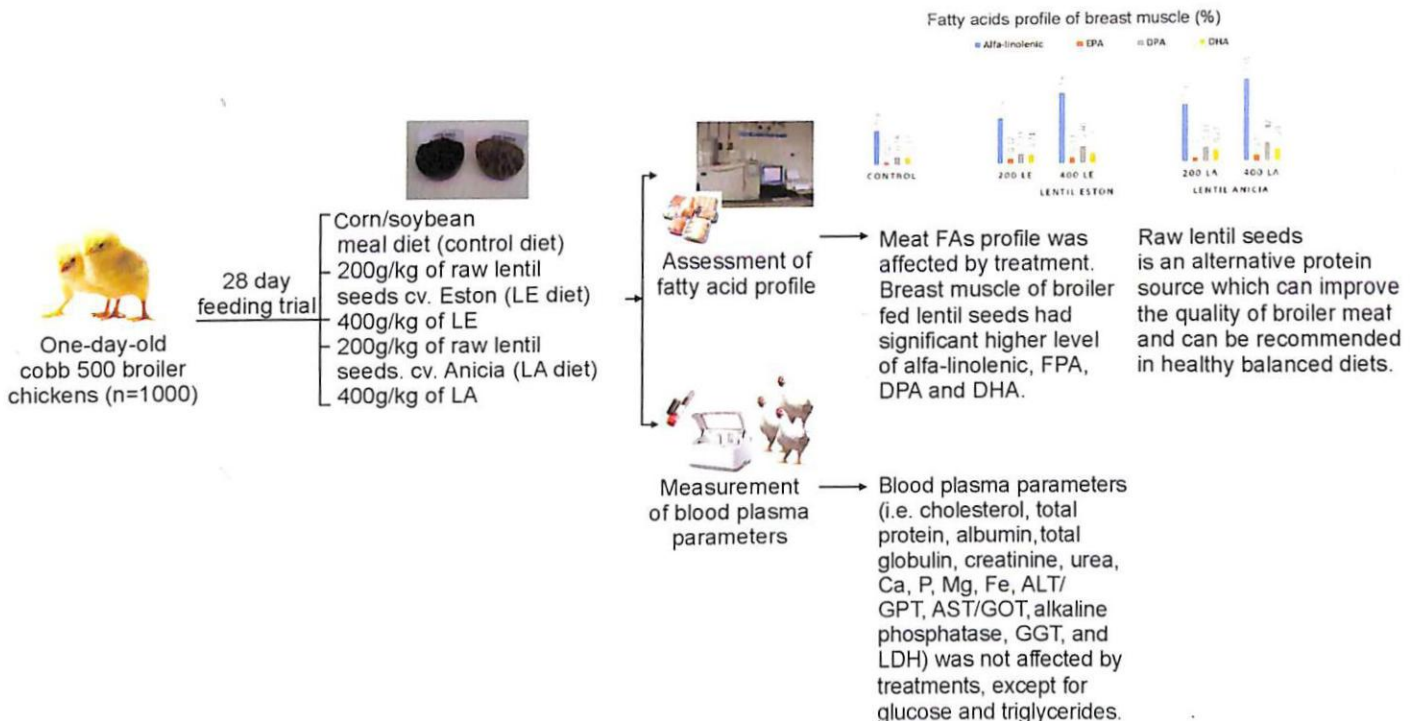 Fatty acids profile of breast muscle (%)
Alfa-linolenic EPA DPA DHA
CONTROL
200 LE 400 LE
LENTIL ESTON
200 LA 400 LA
LENTIL ANICIA
One-day-old
cobb 500 broiler
chickens (n=1000)
28 day
feeding trial
Corn/soybean
meal diet (control diet)
200g/kg of raw lentil
seeds cv. Eston (LE diet)
400g/kg of LE
200g/kg of raw lentil
seeds. cv. Anicia (LA diet)
400g/kg of LA
Assessment of
fatty acid profile
Meat FAs profile was
affected by treatment.
Breast muscle of broiler
fed lentil seeds had
significant higher level
of alfa-linolenic, FPA,
DPA and DHA.
Raw lentil seeds
is an alternative protein
source which can improve
the quality of broiler meat
and can be recommended
in healthy balanced diets.
Measurement
of blood plasma
parameters
Blood plasma parameters
(i.e. cholesterol, total
protein, albumin,total
globulin, creatinine, urea,
Ca, P, Mg, Fe, ALT/
GPT, AST/GOT, alkaline
phosphatase, GGT, and
LDH) was not affected by
treatments, except for
glucose and triglycerides.